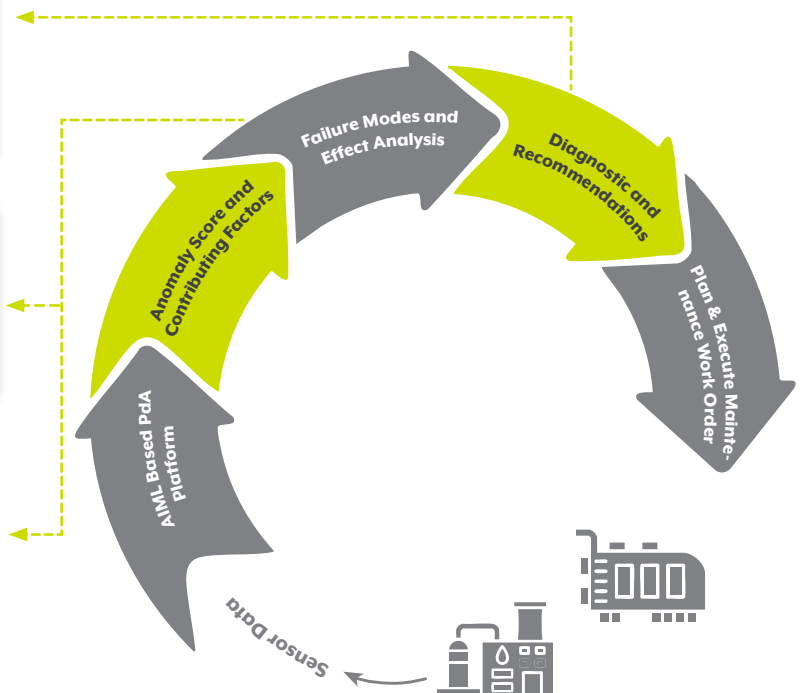 Failure Modes and
Effect Analysis
Diagnostic and
Recommendations
Anomaly Score and
Contributing Factors
Plan & Execute Mainte-
nance Work Order
AIML Based PdA
Platform
Sensor Data